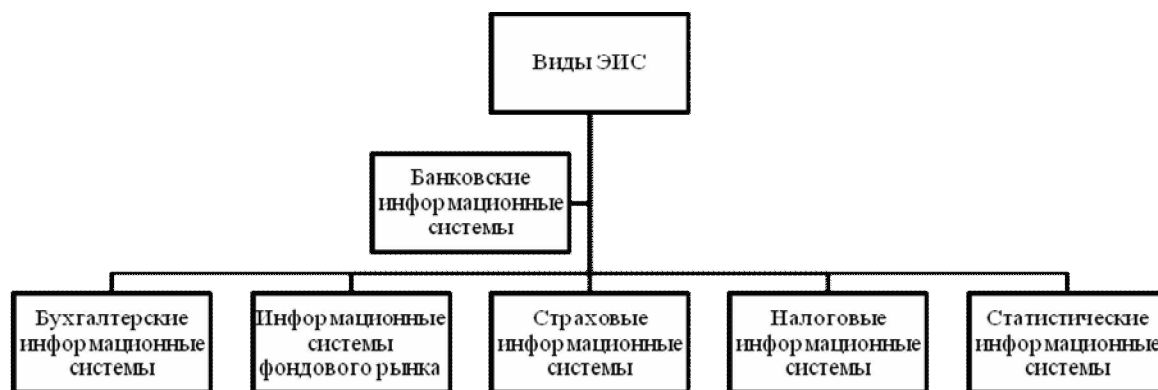 Виды ЭИС
Банковские
информационные
системы
Бухгалтерские
информационные
системы
Информационные
системы
фондового рынка
Страховые
информационные
системы
Налоговые
информационные
системы
Статистические
информационные
системы